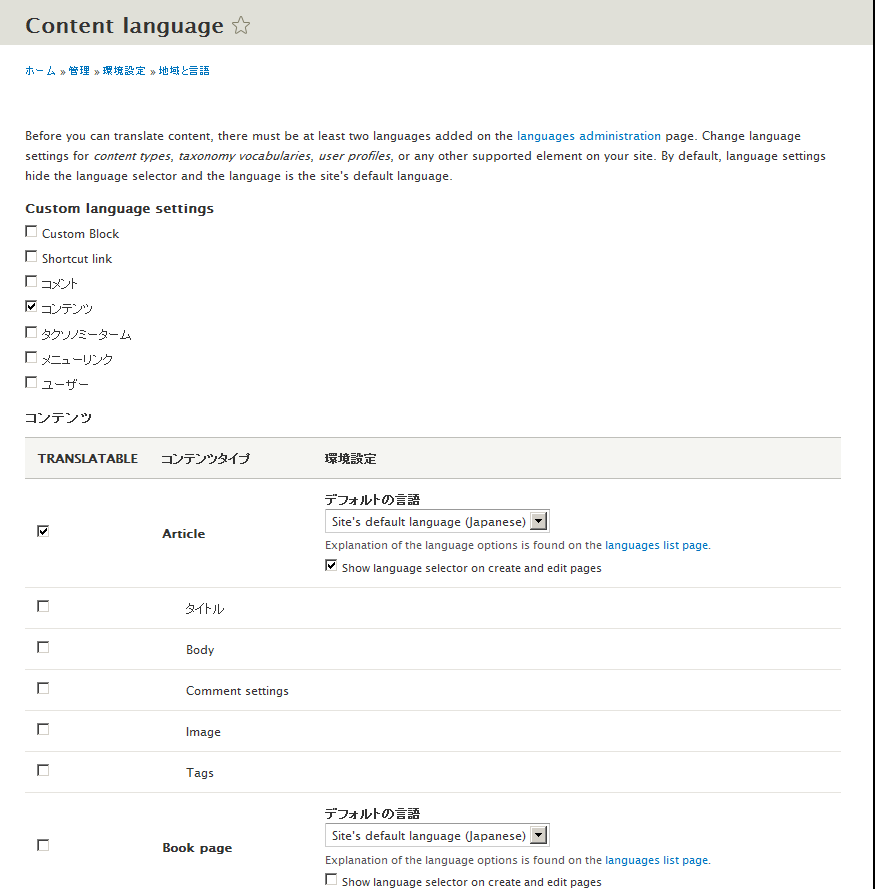 Content language
ホーム » 管理 » 環境設定 » 地域と言語
Before you can translate content, there must be at least two languages added on the languages administration page. Change language
settings for content types, taxonomy vocabularies, user profiles, or any other supported element on your site. By default, language settings
hide the language selector and the language is the site's default language.
Custom language settings
Custom Block
Shortcut link
コメント
コンテンツ
タクソノミーターム
メニューリンク
ユーザー
コンテンツ
TRANSLATABLE コンテンツタイプ 環境設定
デフォルトの言語
Site's default language (Japanese)
Article
Explanation of the language options is found on the languages list page.
Show language selector on create and edit pages
タイトル
Body
Comment settings
Image
Tags
デフォルトの言語
Site's default language (Japanese)
Book page
Explanation of the language options is found on the languages list page.
Show language selector on create and edit pages